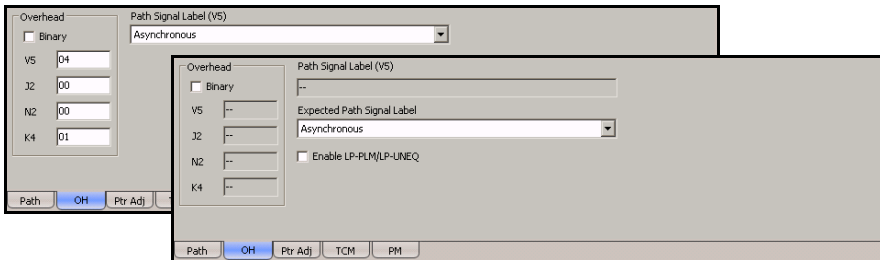 Overhead
Binary
V5 04
J2 00
N2 00
K4 01
Path Signal Label (V5)
Asynchronous
Path OH Ptr Adj
Overhead
Binary
V5 --
J2 --
N2 --
K4 --
Path Signal Label (V5)
--
Expected Path Signal Label
Asynchronous
Enable LP-PLM/LP-UNEQ
Path OH Ptr Adj TCM PM